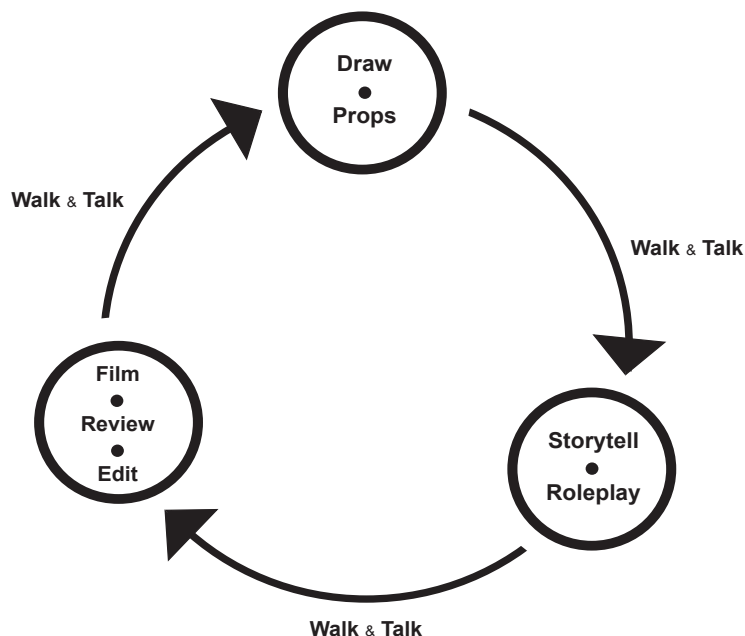 Draw
•
Props
Walk & Talk
Walk & Talk
Film
•
Review
•
Edit
Storytell
•
Roleplay
Walk & Talk